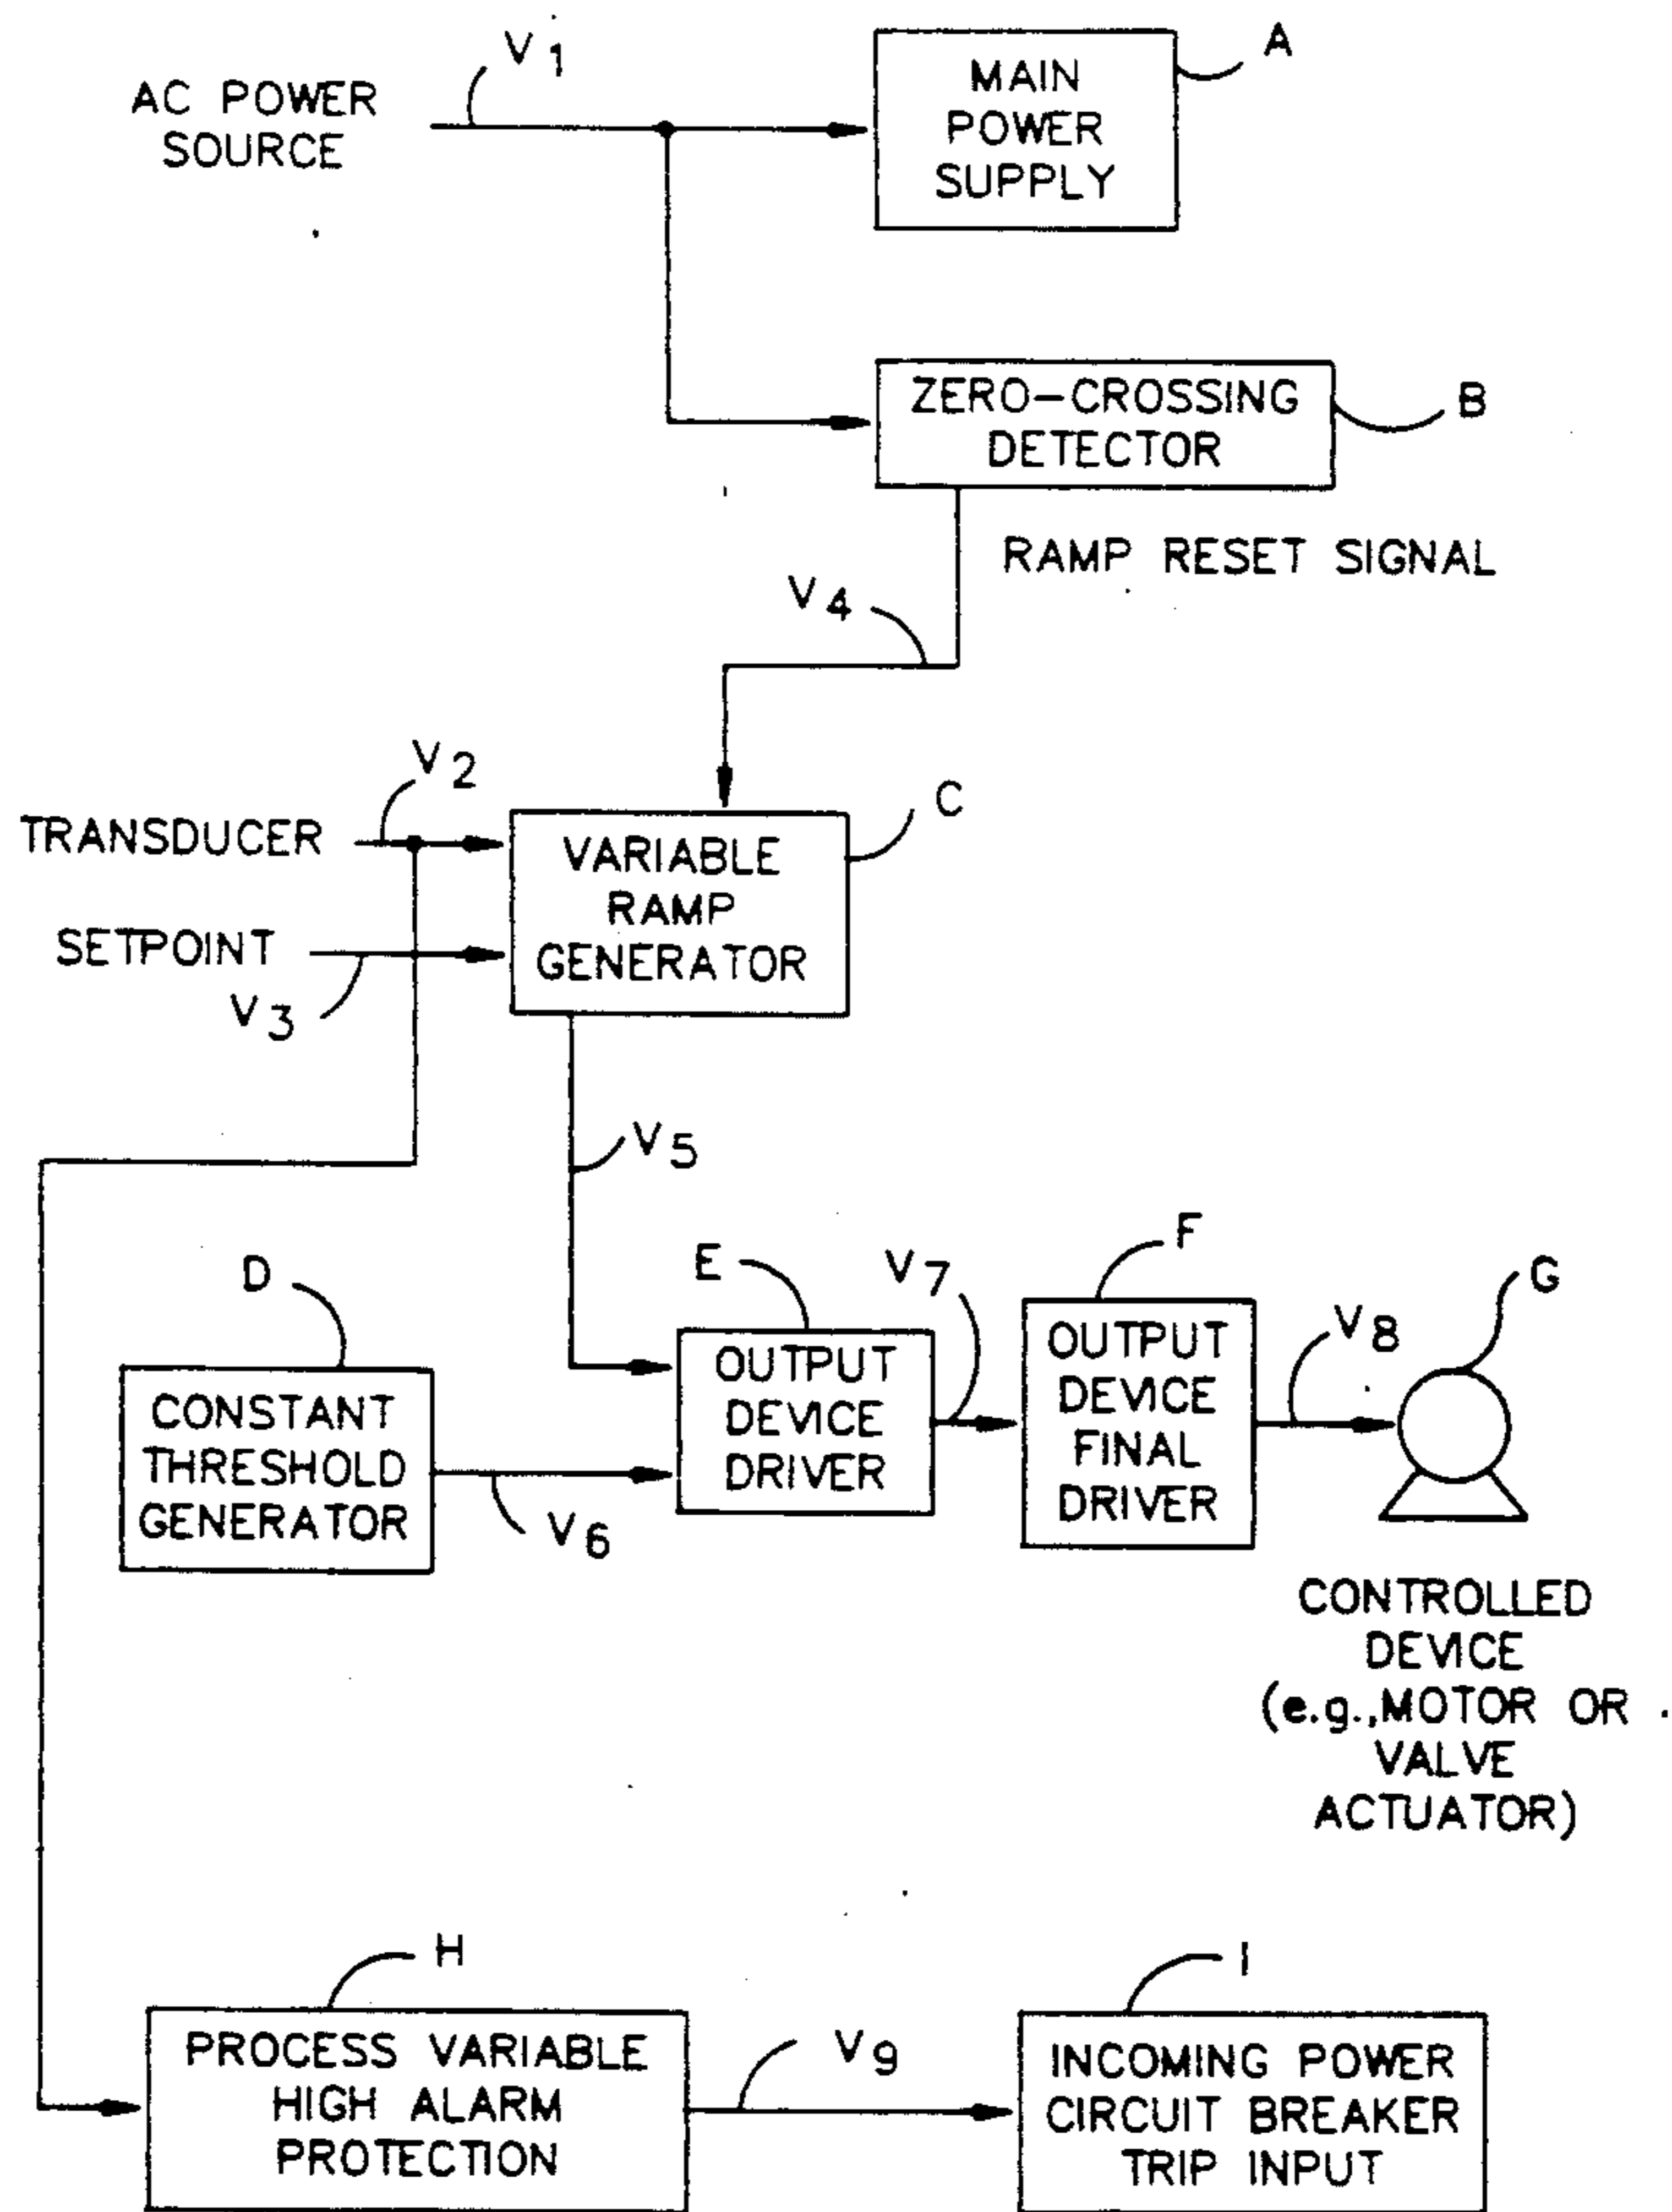 V1
A
AC POWER
SOURCE
MAIN
POWER
SUPPLY
ZERO-CROSSING
DETECTOR
B
RAMP RESET SIGNAL
V4
V2
C
TRANSDUCER
SETPOINT
V3
VARIABLE
RAMP
GENERATOR
V5
D
E
V7
F
V8
G
CONSTANT
THRESHOLD
GENERATOR
V6
OUTPUT
DEVICE
DRIVER
OUTPUT
DEVICE
FINAL
DRIVER
CONTROLLED
DEVICE
(e.g.,MOTOR OR
VALVE
ACTUATOR)
H
I
PROCESS VARIABLE
HIGH ALARM
PROTECTION
V9
INCOMING POWER
CIRCUIT BREAKER
TRIP INPUT